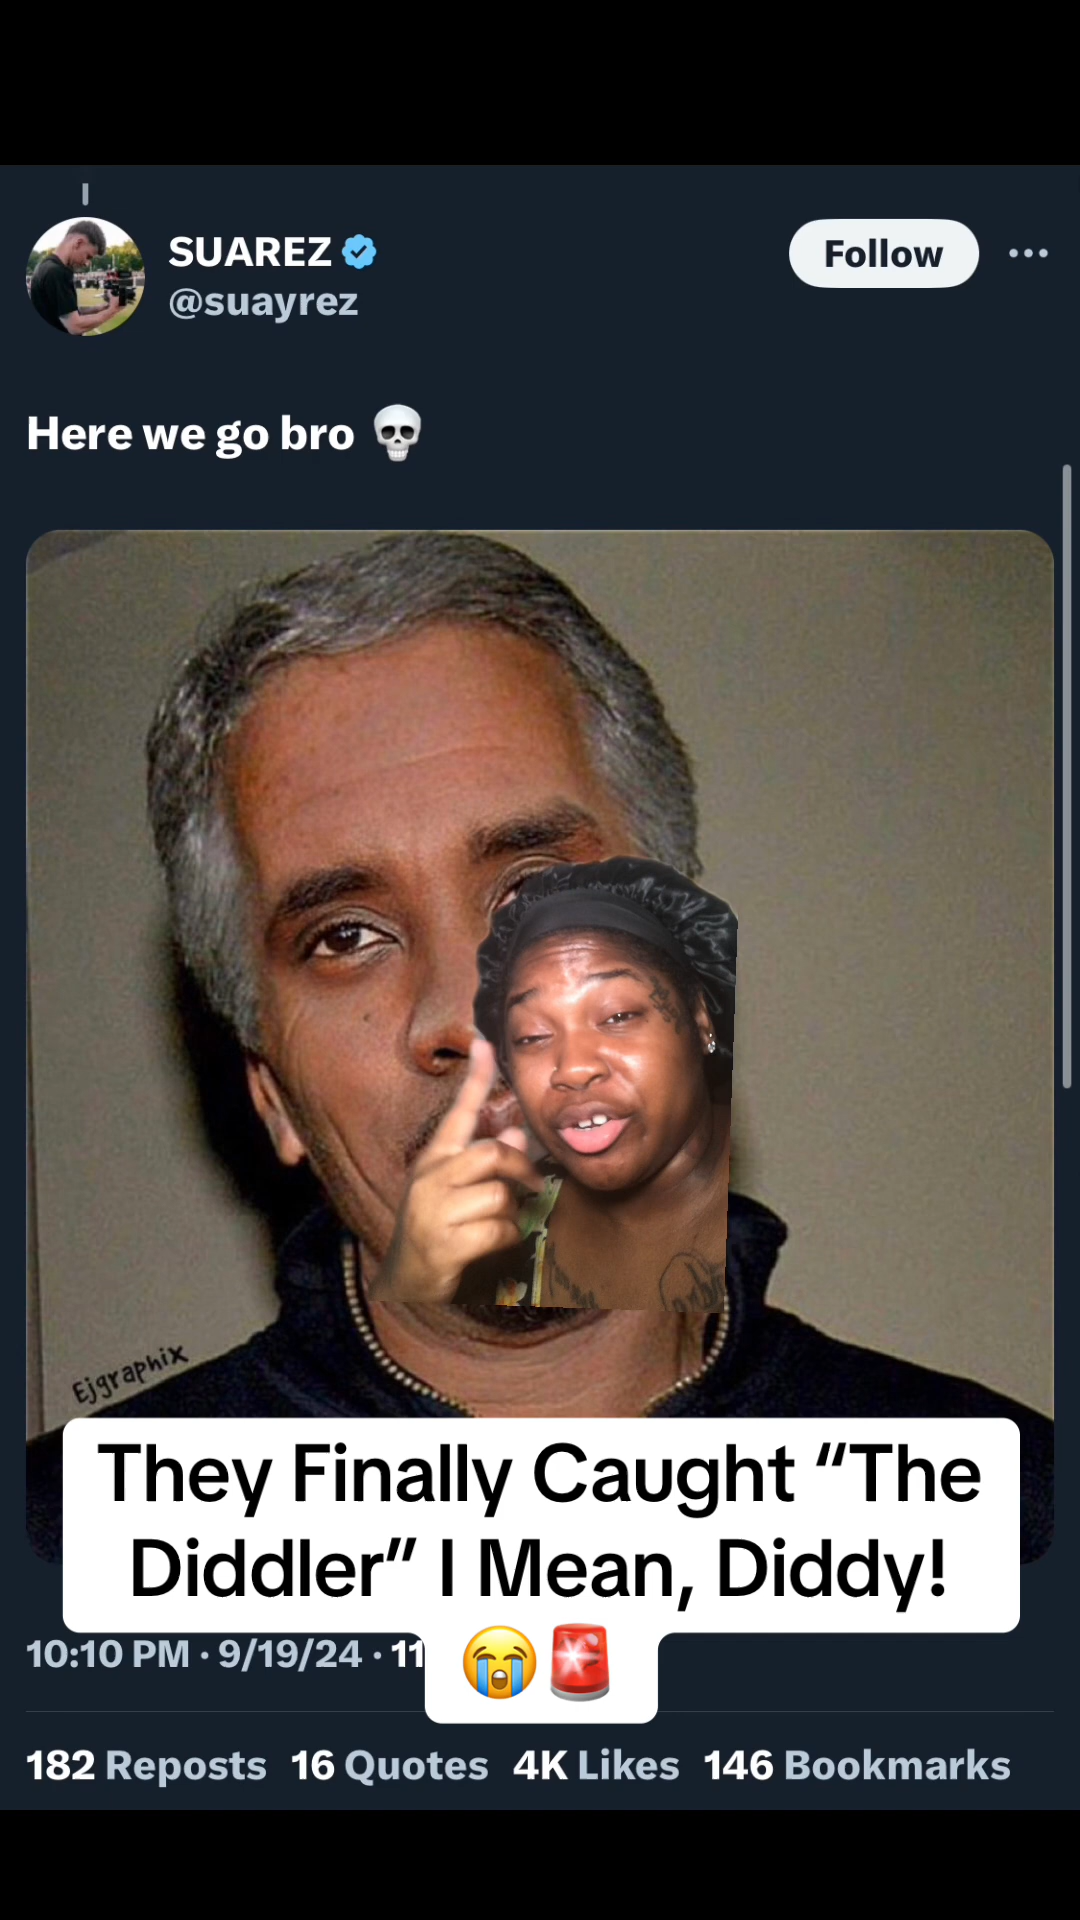 SUAREZ
@suayrez
Follow
Here we go bro 💀
Ejgraphix
They Finally Caught “The
Diddler” I Mean, Diddy!
😭🚨
10:10 PM · 9/19/24 · 11
182 Reposts 16 Quotes 4K Likes 146 Bookmarks